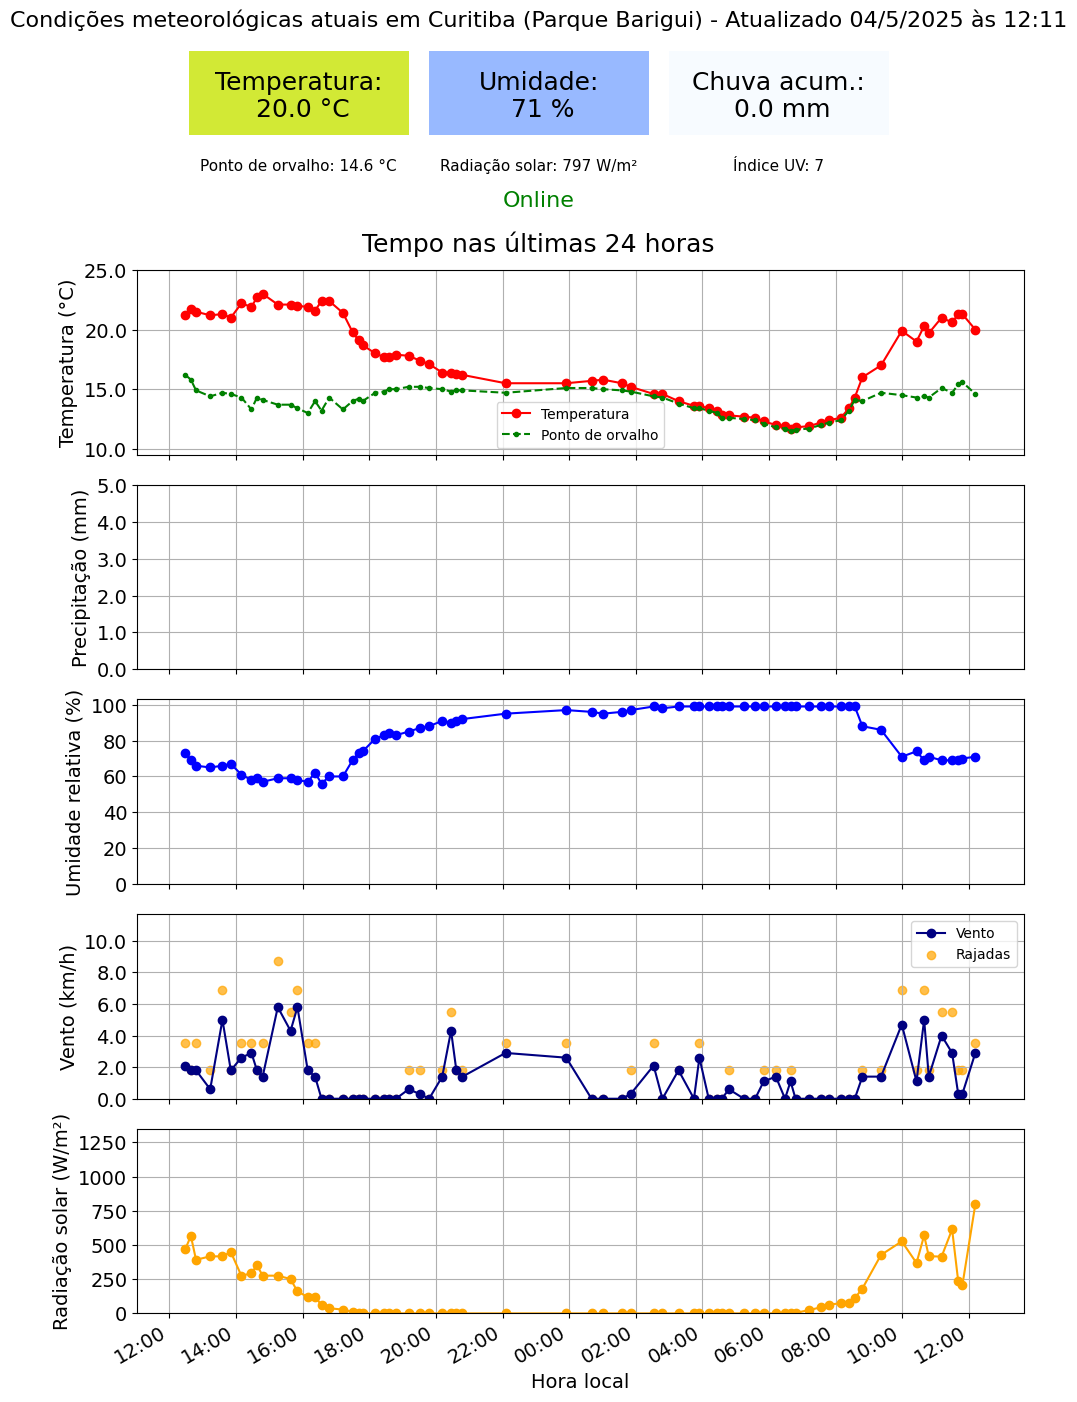 Condições meteorológicas atuais em Curitiba (Parque Barigui) - Atualizado 04/5/2025 às 12:11
Temperatura:
20.0 °C
Umidade:
71 %
Chuva acum.:
0.0 mm
Ponto de orvalho: 14.6 °C
Radiação solar: 797 W/m²
Índice UV: 7
Online
Tempo nas últimas 24 horas
Temperatura (°C)
25.0
20.0
15.0
10.0
Temperatura
Ponto de orvalho
Precipitação (mm)
5.0
4.0
3.0
2.0
1.0
0.0
Umidade relativa (%)
100
80
60
40
20
0
Vento (km/h)
10.0
8.0
6.0
4.0
2.0
0.0
Vento
Rajadas
Radiação solar (W/m²)
1250
1000
750
500
250
0
12:00
14:00
16:00
18:00
20:00
22:00
00:00
02:00
04:00
06:00
08:00
10:00
12:00
Hora local